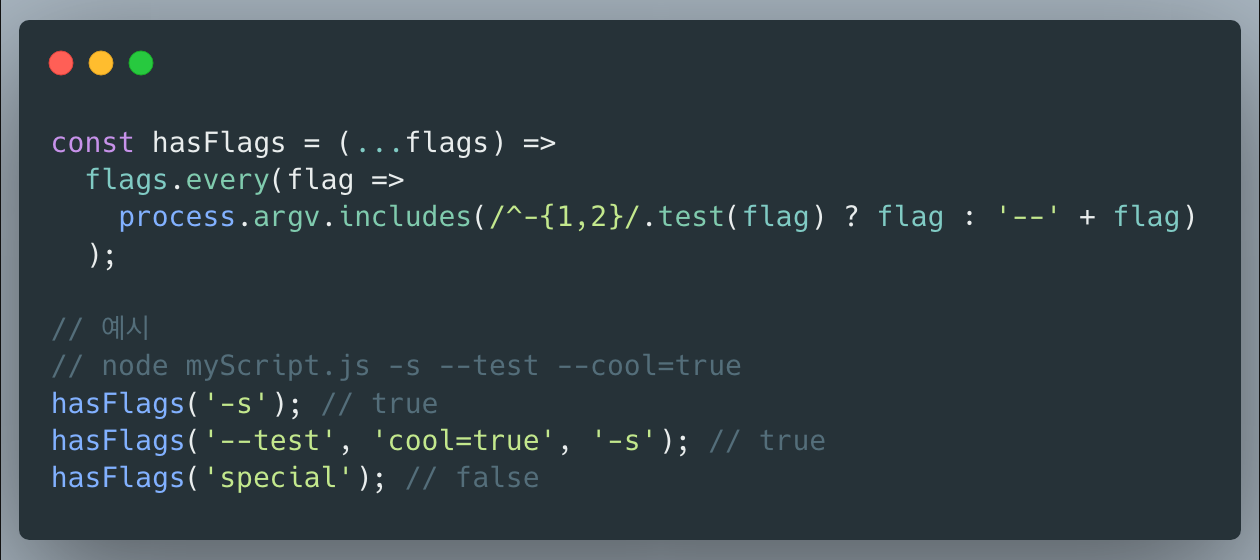 const hasFlags = (...flags) =>
  flags.every(flag =>
    process.argv.includes(/^-{1,2}/.test(flag) ? flag : '--' + flag)
  );

// 예시
// node myScript.js -s --test --cool=true
hasFlags('-s'); // true
hasFlags('--test', 'cool=true', '-s'); // true
hasFlags('special'); // false